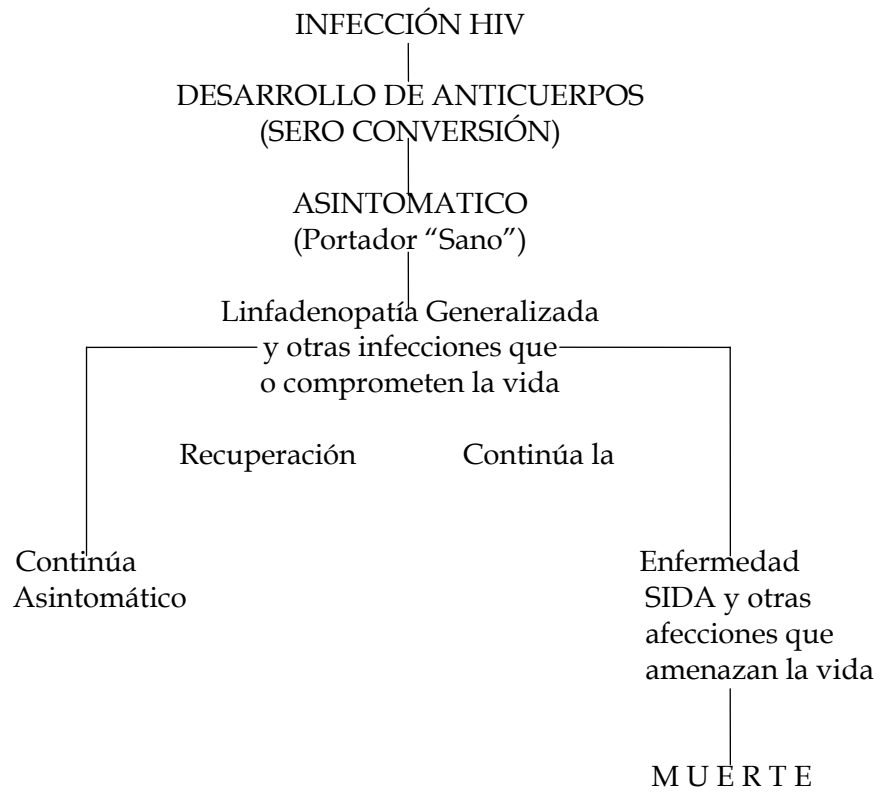 INFECCIÓN HIV
DESARROLLO DE ANTICUERPOS
(SERO CONVERSIÓN)
ASINTOMATICO
(Portador “Sano”)
Linfadenopatía Generalizada
y otras infecciones que
o comprometen la vida
Recuperación
Continúa la
Continúa
Asintomático
Enfermedad
SIDA y otras
afecciones que
amenazan la vida
M U E R T E